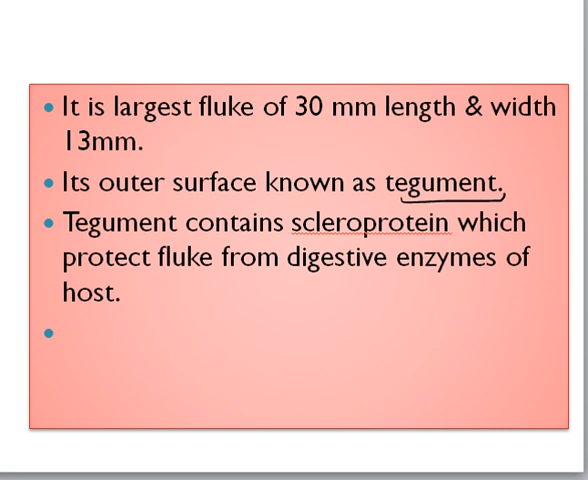 • It is largest fluke of 30 mm length & width
13mm.
• Its outer surface known as tegument.
• Tegument contains scleroprotein which
protect fluke from digestive enzymes of
host.
•